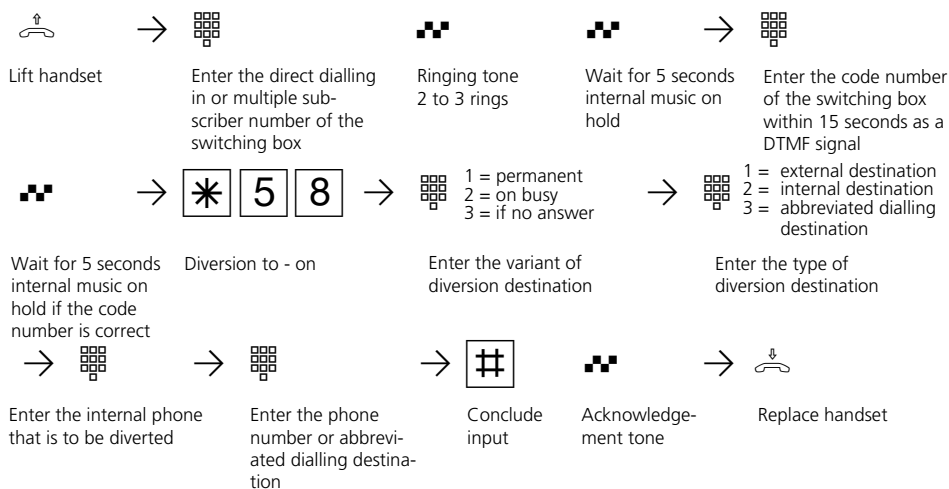 Lift handset
Enter the direct dialling
in or multiple sub-
scriber number of the
switching box
Ringing tone
2 to 3 rings
Wait for 5 seconds
internal music on
hold
Enter the code number
of the switching box
within 15 seconds as a
DTMF signal
* 5 8
1 = permanent
2 = on busy
3 = if no answer
1 = external destination
2 = internal destination
3 = abbreviated dialling
destination
Wait for 5 seconds
internal music on
hold if the code
number is correct
Diversion to - on
Enter the variant of
diversion destination
Enter the type of
diversion destination
#
Enter the internal phone
that is to be diverted
Enter the phone
number or abbrevi-
ated dialling destina-
tion
Conclude
input
Acknowledge-
ment tone
Replace handset